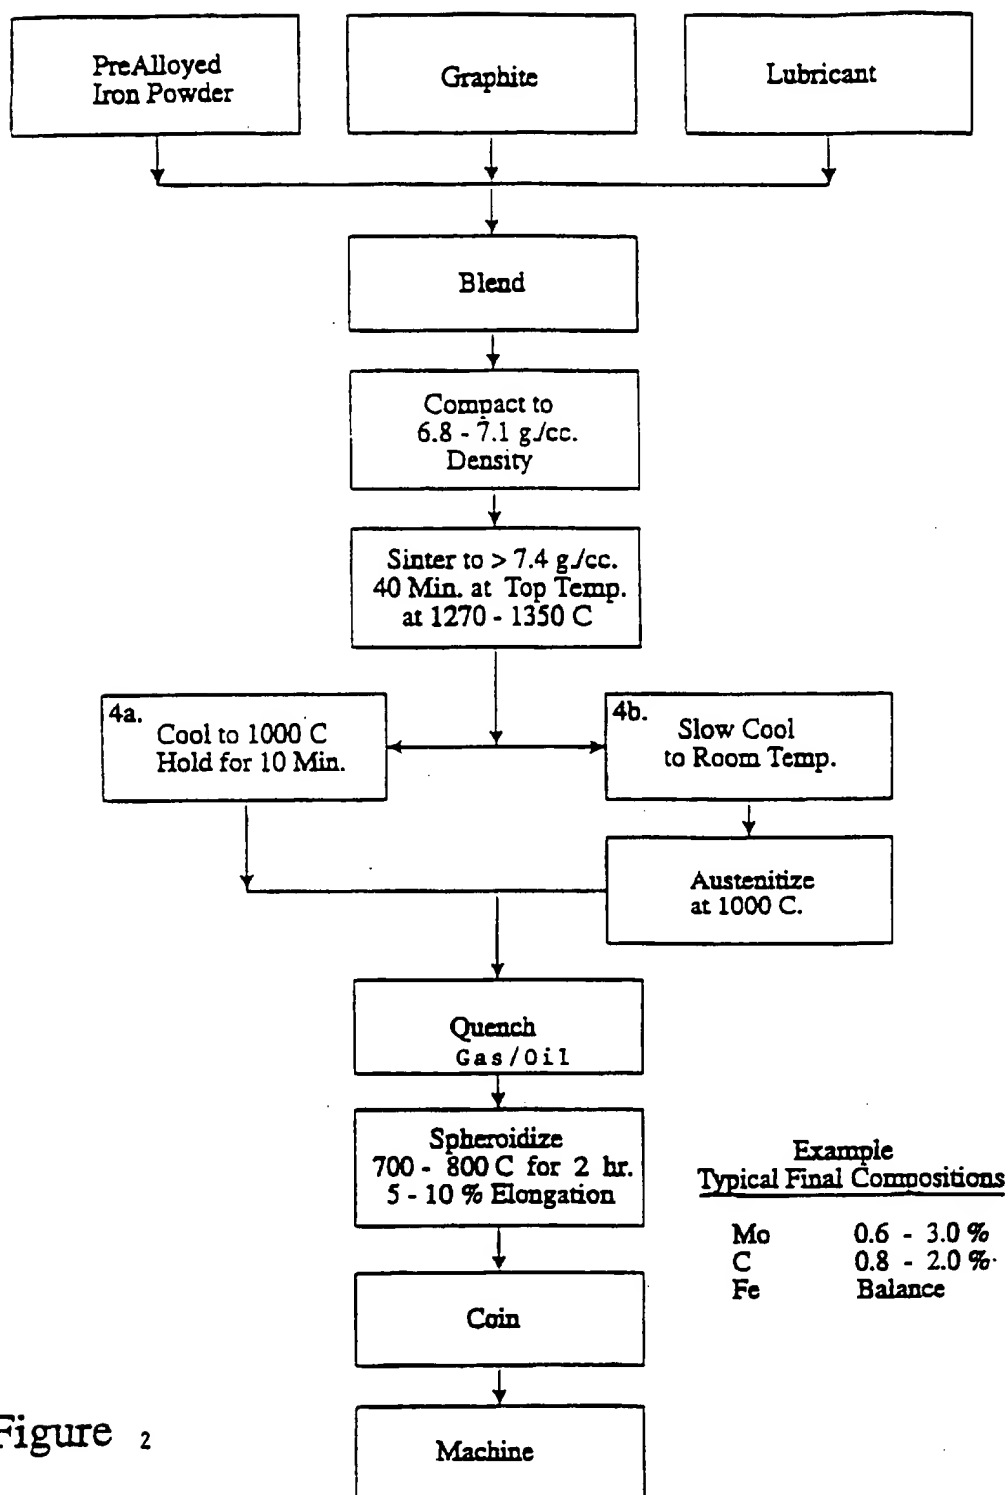 PreAlloyed
Iron Powder
Graphite
Lubricant
Blend
Compact to
6.8 - 7.1 g./cc.
Density
Sinter to > 7.4 g./cc.
40 Min. at Top Temp.
at 1270 - 1350 C
4a.
Cool to 1000 C
Hold for 10 Min.
4b.
Slow Cool
to Room Temp.
Austenitize
at 1000 C.
Quench
Gas/Oil
Spheroidize
700 - 800 C for 2 hr.
5 - 10 % Elongation
Example
Typical Final Compositions
Mo 0.6 - 3.0 %
C 0.8 - 2.0 %
Fe Balance
Coin
Machine
Figure 2